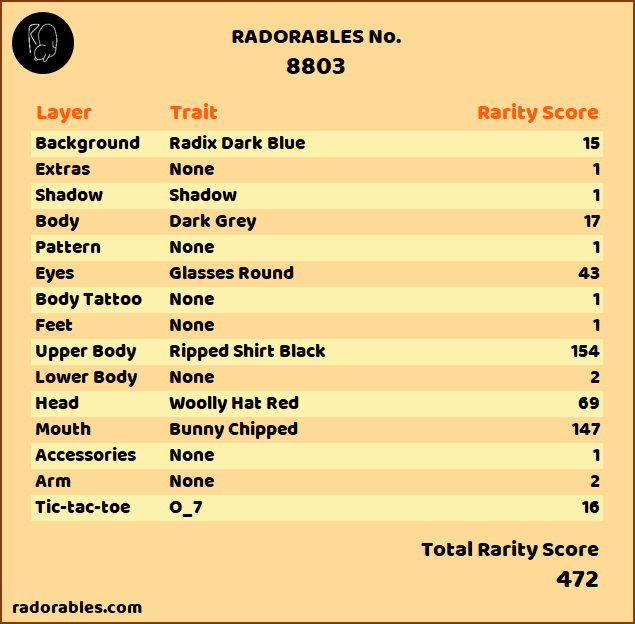 RADORABLES No.
8803
Layer Trait Rarity Score
Background Radix Dark Blue 15
Extras None 1
Shadow Shadow 1
Body Dark Grey 17
Pattern None 1
Eyes Glasses Round 43
Body Tattoo None 1
Feet None 1
Upper Body Ripped Shirt Black 154
Lower Body None 2
Head Woolly Hat Red 69
Mouth Bunny Chipped 147
Accessories None 1
Arm None 2
Tic-tac-toe O_7 16
Total Rarity Score
472
radorables.com